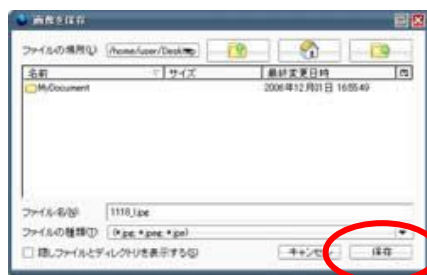 画像を保存
ファイルの場所(L) /home/user/Desktop
名前 サイズ 最終変更日時
MyDocument 2006年12月01日 16:55:49
ファイル名(N) 1118_1.jpe
ファイルの種類(T) (*.jpe; *.jpeg; *.jpg)
隠しファイルとディレクトリを表示する(S) キャンセル 保存